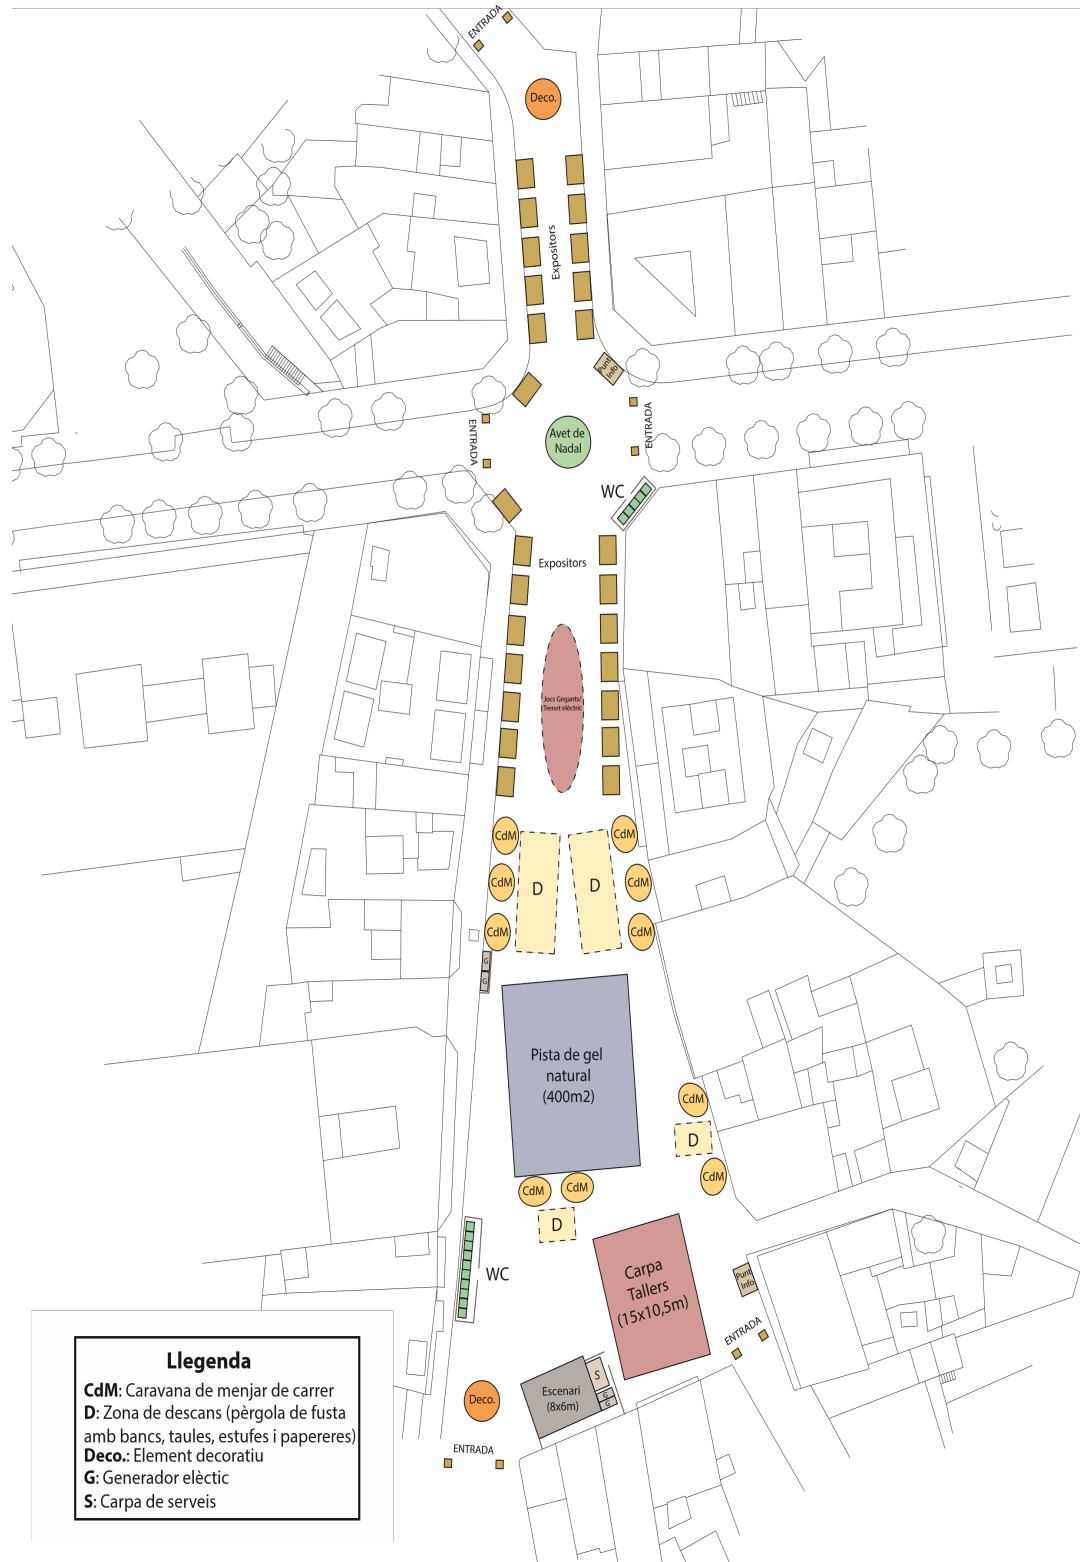 ENTRADA
Deco.
Expositors
Punt
Info
ENTRADA
Avet de
Nadal
ENTRADA
WC
Expositors
Jocs Gegants/
Trenet elèctric
CdM
CdM
D
D
CdM
CdM
CdM
CdM
G
G
Pista de gel
natural
(400m2)
CdM
D
CdM
CdM
CdM
D
WC
Carpa
Tallers
(15x10,5m)
Punt
Info
ENTRADA
Escenari
(8x6m)
S
G
G
Deco.
ENTRADA
Llegenda
CdM: Caravana de menjar de carrer
D: Zona de descans (pèrgola de fusta
amb bancs, taules, estufes i papereres)
Deco.: Element decoratiu
G: Generador elèctic
S: Carpa de serveis